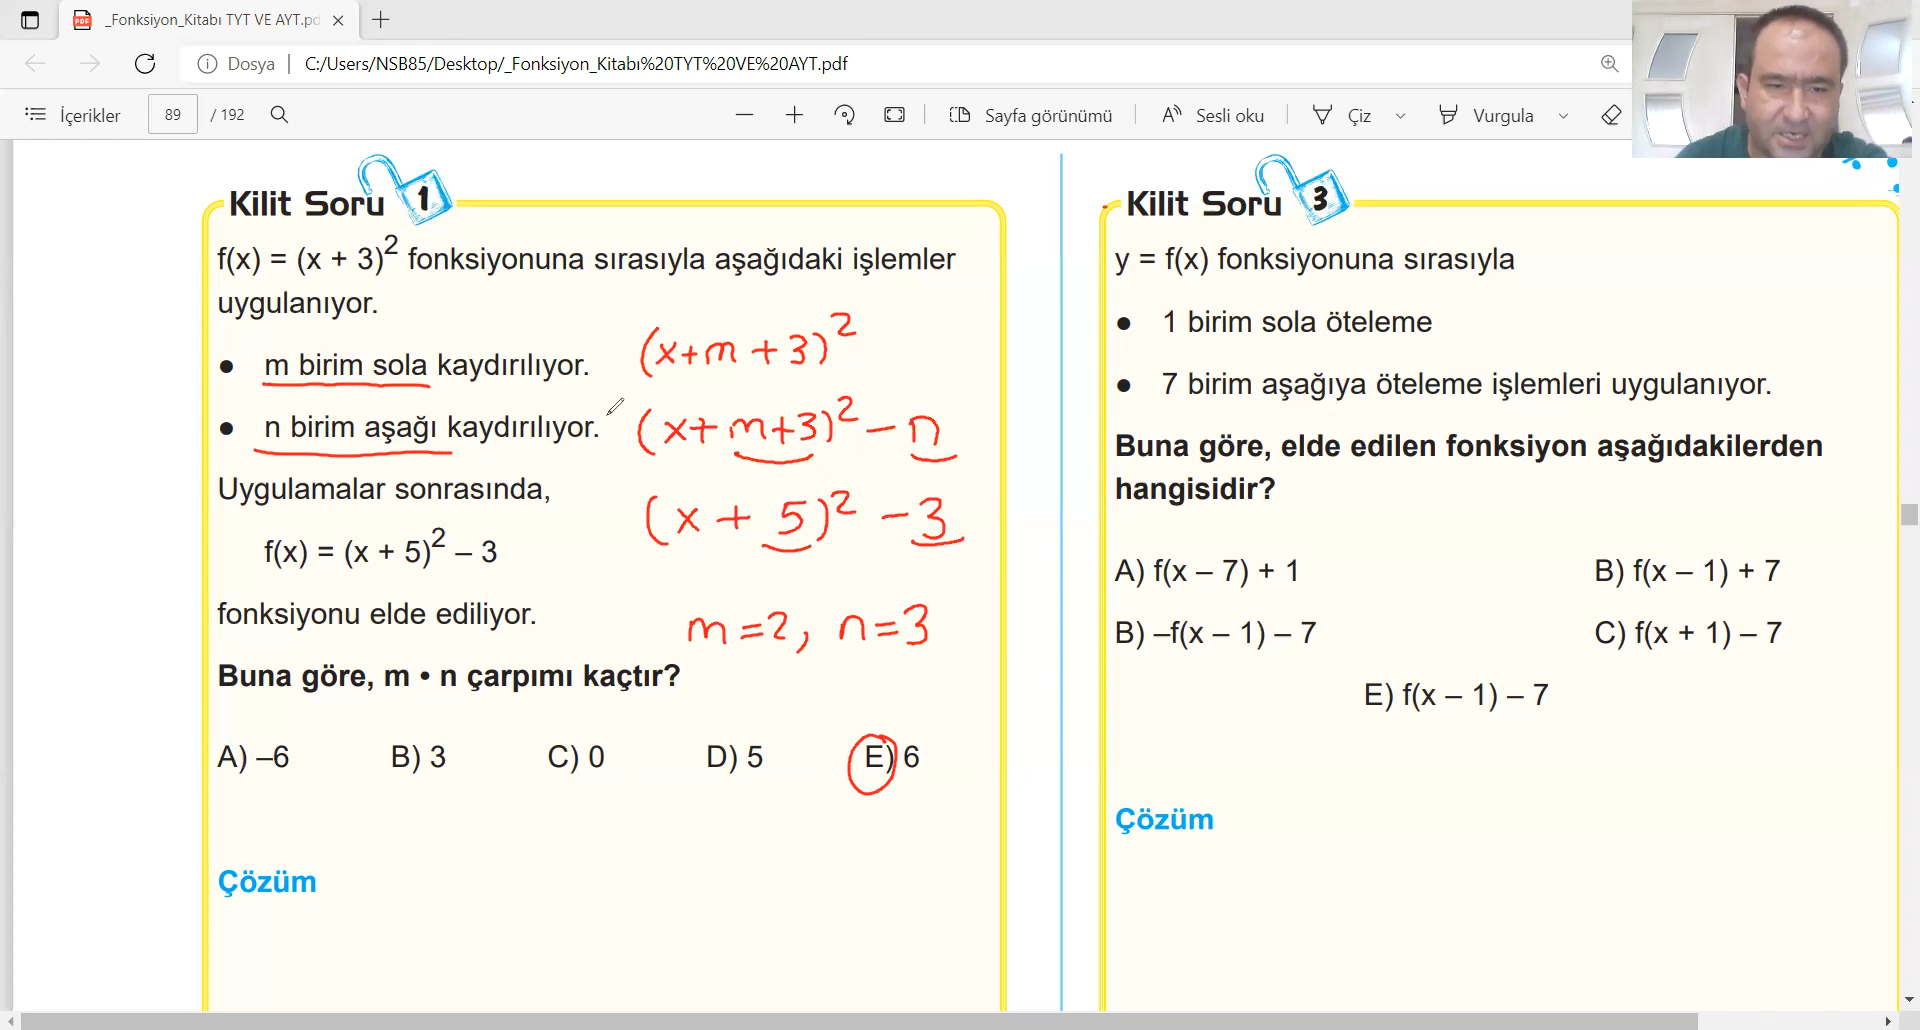 _Fonksiyon_Kitabı TYT VE AYT.pd
Dosya
C:/Users/NSB85/Desktop/_Fonksiyon_Kitabı%20TYT%20VE%20AYT.pdf
İçerikler
89
/ 192
Sayfa görünümü
Sesli oku
Çiz
Vurgula
Kilit Soru 1
f(x) = (x + 3)² fonksiyonuna sırasıyla aşağıdaki işlemler
uygulanıyor.
● m birim sola kaydırılıyor.
(x+m+3)²
● n birim aşağı kaydırılıyor.
(x+m+3)² – n
Uygulamalar sonrasında,
(x + 5)² – 3
f(x) = (x + 5)² – 3
fonksiyonu elde ediliyor.
m=2, n=3
Buna göre, m • n çarpımı kaçtır?
A) –6 B) 3 C) 0 D) 5 E) 6
Çözüm
Kilit Soru 3
y = f(x) fonksiyonuna sırasıyla
● 1 birim sola öteleme
● 7 birim aşağıya öteleme işlemleri uygulanıyor.
Buna göre, elde edilen fonksiyon aşağıdakilerden
hangisidir?
A) f(x – 7) + 1 B) f(x – 1) + 7
B) –f(x – 1) – 7 C) f(x + 1) – 7
E) f(x – 1) – 7
Çözüm